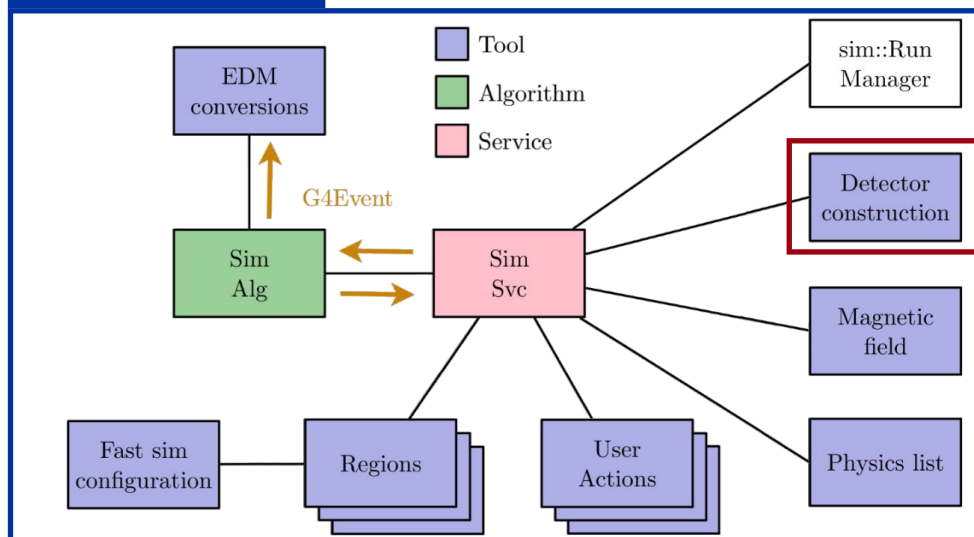 EDM
conversions
Tool
Algorithm
Service
sim::Run
Manager
Detector
construction
G4Event
Sim
Alg
Sim
Svc
Magnetic
field
Fast sim
configuration
Regions
User
Actions
Physics list